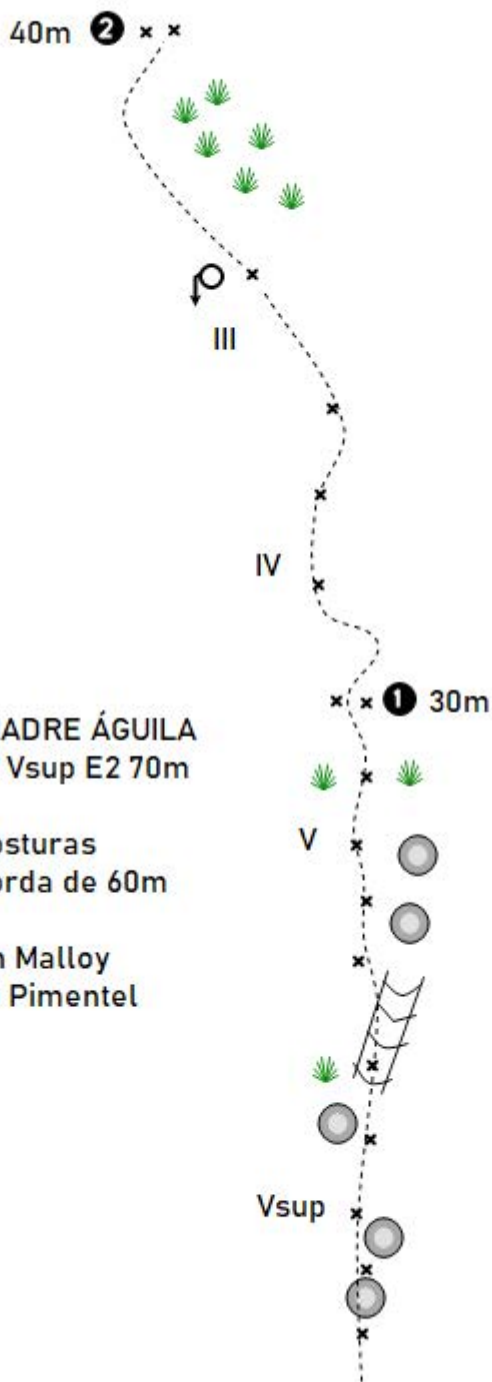 40m 2
III
IV
1 30m
ADRE ÁGUILA
Vsup E2 70m
V
osturas
orda de 60m
n Malloy
Pimentel
Vsup